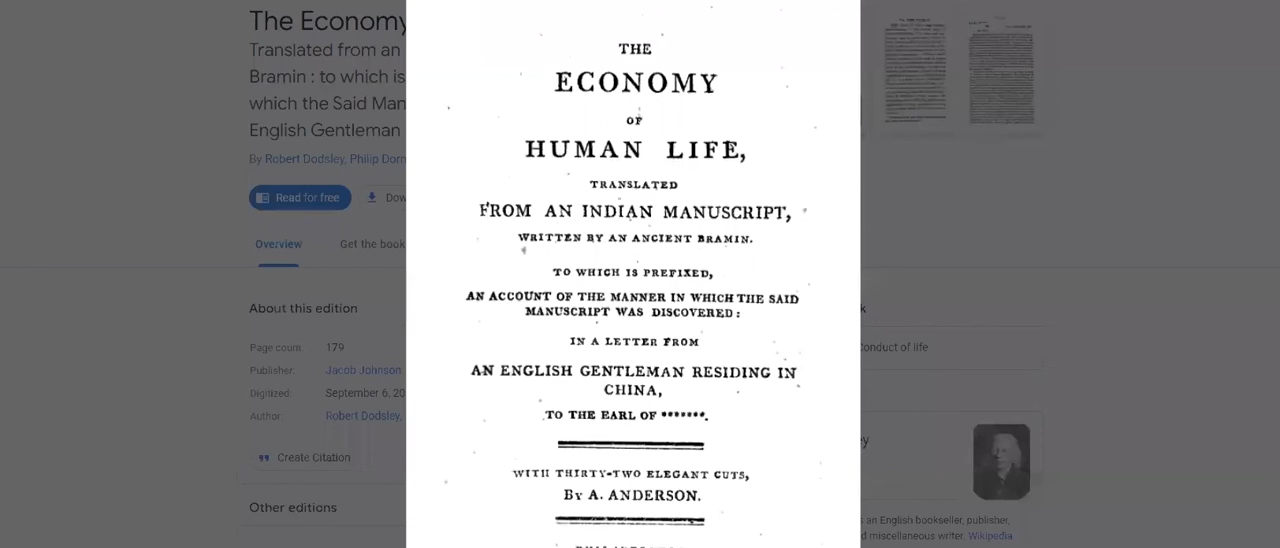 The Economy
Translated from an
Bramin : to which is
which the Said Man
English Gentleman
By Robert Dodsley, Philip Dorm
Read for free
Dow
Overview
Get the book
About this edition
Page count: 179
Publisher: Jacob Johnson
Digitized: September 6, 20
Author: Robert Dodsley,
Create Citation
Other editions
THE
ECONOMY
OF
HUMAN LIFE,
TRANSLATED
FROM AN INDIAN MANUSCRIPT,
WRITTEN BY AN ANCIENT BRAMIN.
TO WHICH IS PREFIXED,
AN ACCOUNT OF THE MANNER IN WHICH THE SAID
MANUSCRIPT WAS DISCOVERED:
IN A LETTER FROM
AN ENGLISH GENTLEMAN RESIDING IN
CHINA,
TO THE EARL OF *******.
WITH THIRTY-TWO ELEGANT CUTS,
By A. ANDERSON.
k
Conduct of life
ey
s an English bookseller, publisher,
d miscellaneous writer. Wikipedia